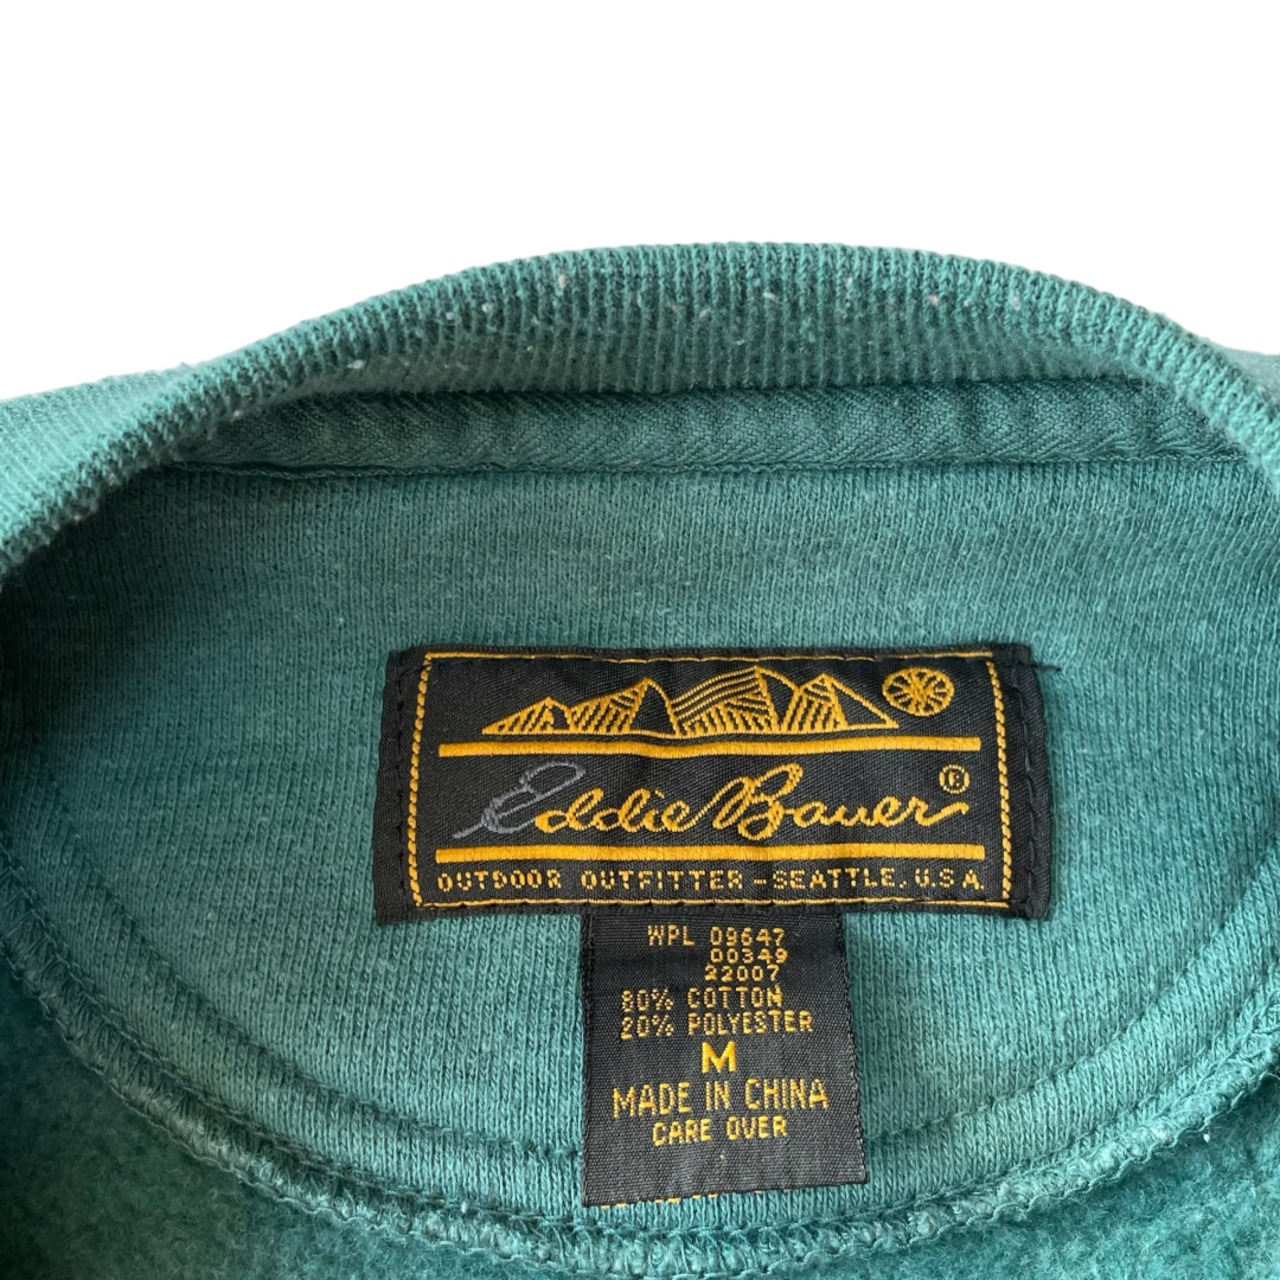 Eddie Bauer®
OUTDOOR OUTFITTER - SEATTLE, U.S.A.
WPL 09647
00349
22007
80% COTTON
20% POLYESTER
M
MADE IN CHINA
CARE OVER